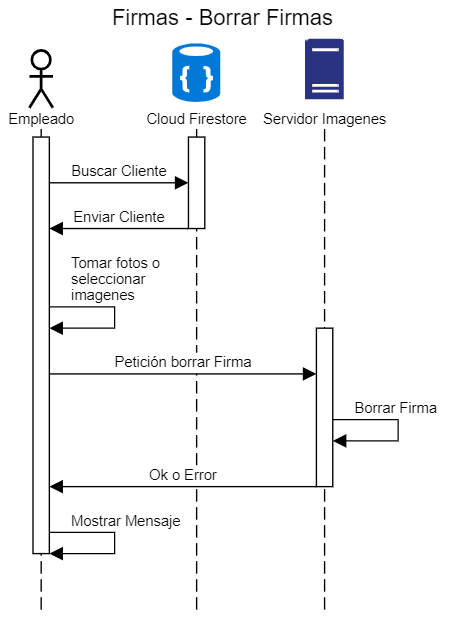 Firmas - Borrar Firmas
{ }
Empleado
Cloud Firestore
Servidor Imagenes
Buscar Cliente
Enviar Cliente
Tomar fotos o
seleccionar
imagenes
Petición borrar Firma
Borrar Firma
Ok o Error
Mostrar Mensaje